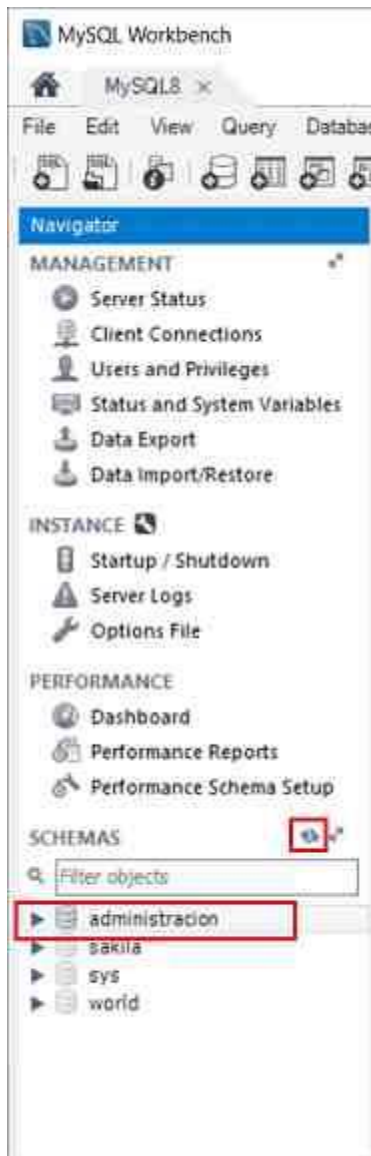 MySQL Workbench
MySQL8
File Edit View Query
Navigator
MANAGEMENT
Server Status
Client Connections
Users and Privileges
Status and System Variables
Data Export
Data Import/Restore
INSTANCE
Startup / Shutdown
Server Logs
Options File
PERFORMANCE
Dashboard
Performance Reports
Performance Schema Setup
SCHEMAS
Filter objects
administracion
sakila
sys
world